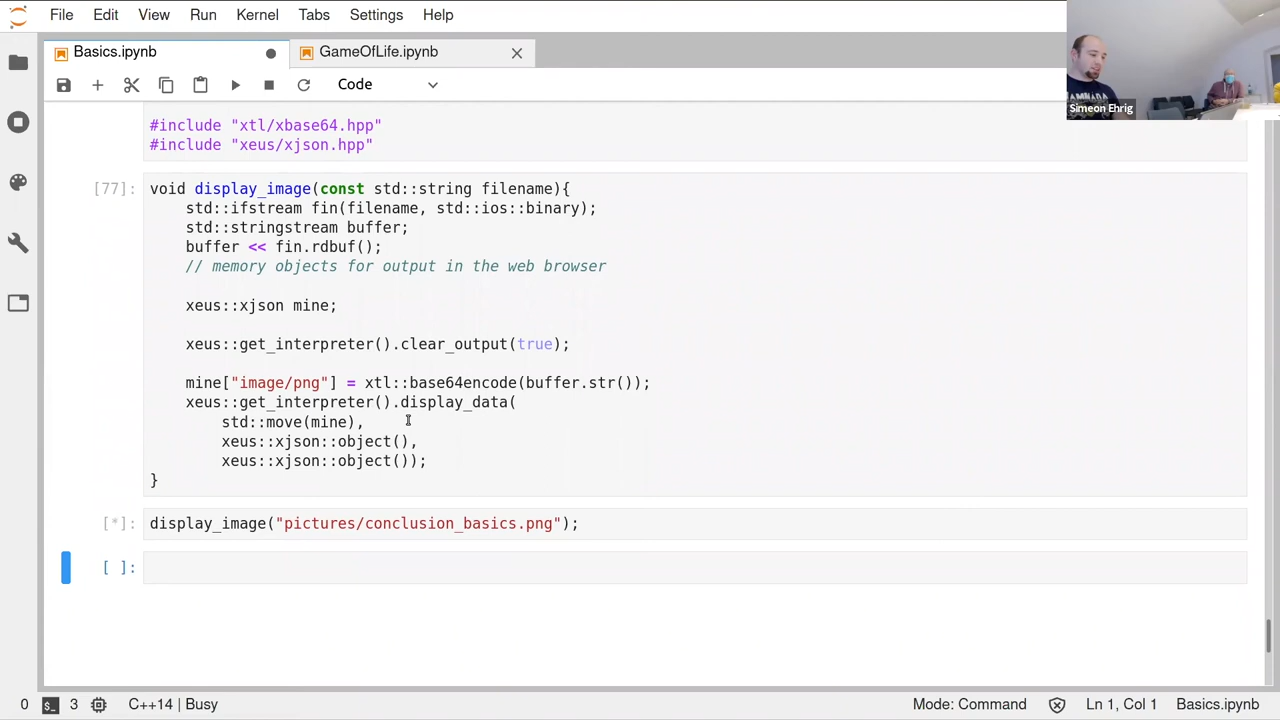 File Edit View Run Kernel Tabs Settings Help
Basics.ipynb
GameOfLife.ipynb
Code
Simeon Ehrig
#include "xtl/xbase64.hpp"
#include "xeus/xjson.hpp"
[77]: void display_image(const std::string filename){
std::ifstream fin(filename, std::ios::binary);
std::stringstream buffer;
buffer << fin.rdbuf();
// memory objects for output in the web browser
xeus::xjson mine;
xeus::get_interpreter().clear_output(true);
mine["image/png"] = xtl::base64encode(buffer.str());
xeus::get_interpreter().display_data(
std::move(mine),
xeus::xjson::object(),
xeus::xjson::object());
}
[*]: display_image("pictures/conclusion_basics.png");
[ ]:
0 $_ 3 C++14 | Busy Mode: Command Ln 1, Col 1 Basics.ipynb